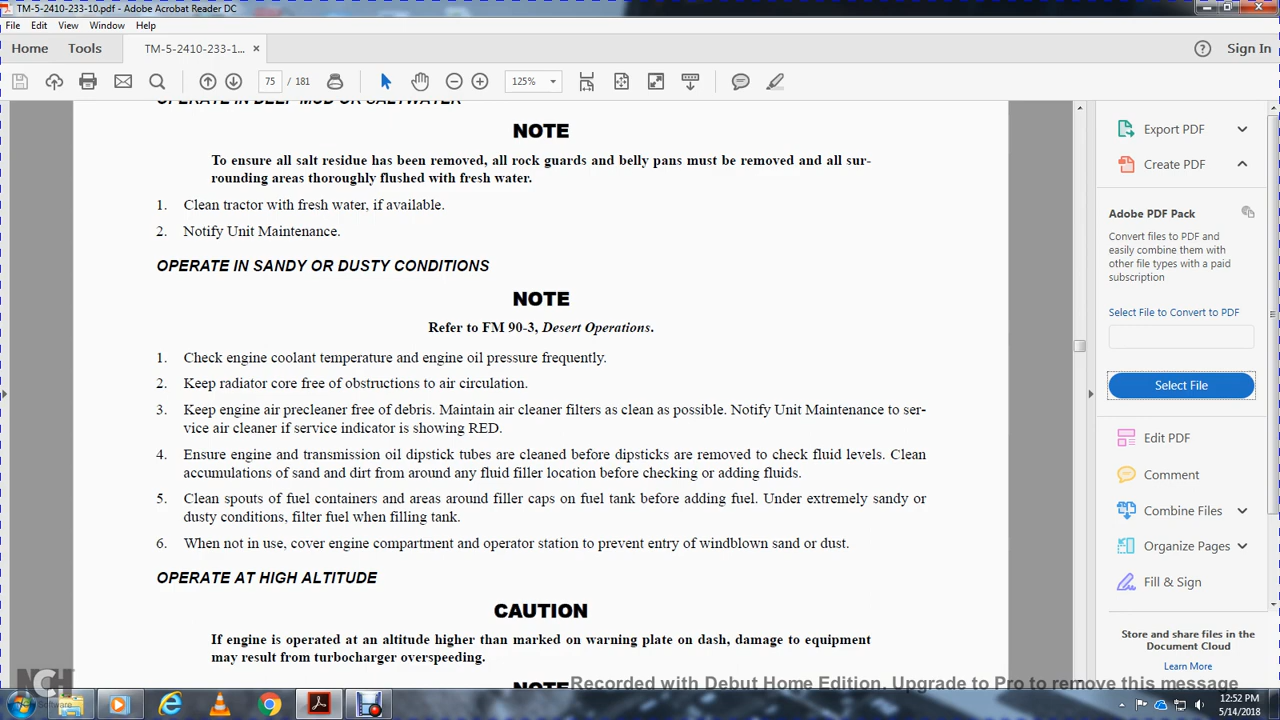 TM-5-2410-233-10.pdf - Adobe Acrobat Reader DC
File Edit View Window Help
Home Tools TM-5-2410-233-1... × Sign In
75 / 181 125%
OPERATE IN DEEP MUD OR SALTWATER
NOTE
To ensure all salt residue has been removed, all rock guards and belly pans must be removed and all sur-
rounding areas thoroughly flushed with fresh water.
1. Clean tractor with fresh water, if available.
2. Notify Unit Maintenance.
OPERATE IN SANDY OR DUSTY CONDITIONS
NOTE
Refer to FM 90-3, Desert Operations.
1. Check engine coolant temperature and engine oil pressure frequently.
2. Keep radiator core free of obstructions to air circulation.
3. Keep engine air precleaner free of debris. Maintain air cleaner filters as clean as possible. Notify Unit Maintenance to ser-
vice air cleaner if service indicator is showing RED.
4. Ensure engine and transmission oil dipstick tubes are cleaned before dipsticks are removed to check fluid levels. Clean
accumulations of sand and dirt from around any fluid filler location before checking or adding fluids.
5. Clean spouts of fuel containers and areas around filler caps on fuel tank before adding fuel. Under extremely sandy or
dusty conditions, filter fuel when filling tank.
6. When not in use, cover engine compartment and operator station to prevent entry of windblown sand or dust.
OPERATE AT HIGH ALTITUDE
CAUTION
If engine is operated at an altitude higher than marked on warning plate on dash, damage to equipment
may result from turbocharger overspeeding.
NOTE
Export PDF
Create PDF
Adobe PDF Pack
Convert files to PDF and
easily combine them with
other file types with a paid
subscription
Select File to Convert to PDF
Select File
Edit PDF
Comment
Combine Files
Organize Pages
Fill & Sign
Store and share files in the
Document Cloud
Learn More
Recorded with Debut Home Edition. Upgrade to Pro to remove this message
NCH
Software
12:52 PM
5/14/2018